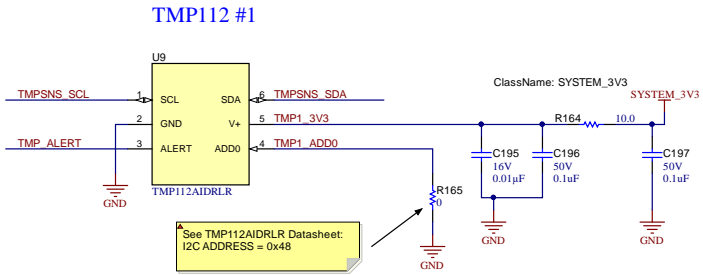 TMP112 #1
U9
ClassName: SYSTEM_3V3
SYSTEM_3V3
TMPSNS_SCL 1 SCL SDA 6 TMPSNS_SDA
2 GND V+ 5 TMP1_3V3 R164 10.0
TMP_ALERT 3 ALERT ADD0 4 TMP1_ADD0
C195 C196 C197
16V 50V 50V
0.01µF 0.1uF 0.1uF
TMP112AIDRLR
R165
0
GND
See TMP112AIDRLR Datasheet:
I2C ADDRESS = 0x48
GND GND GND